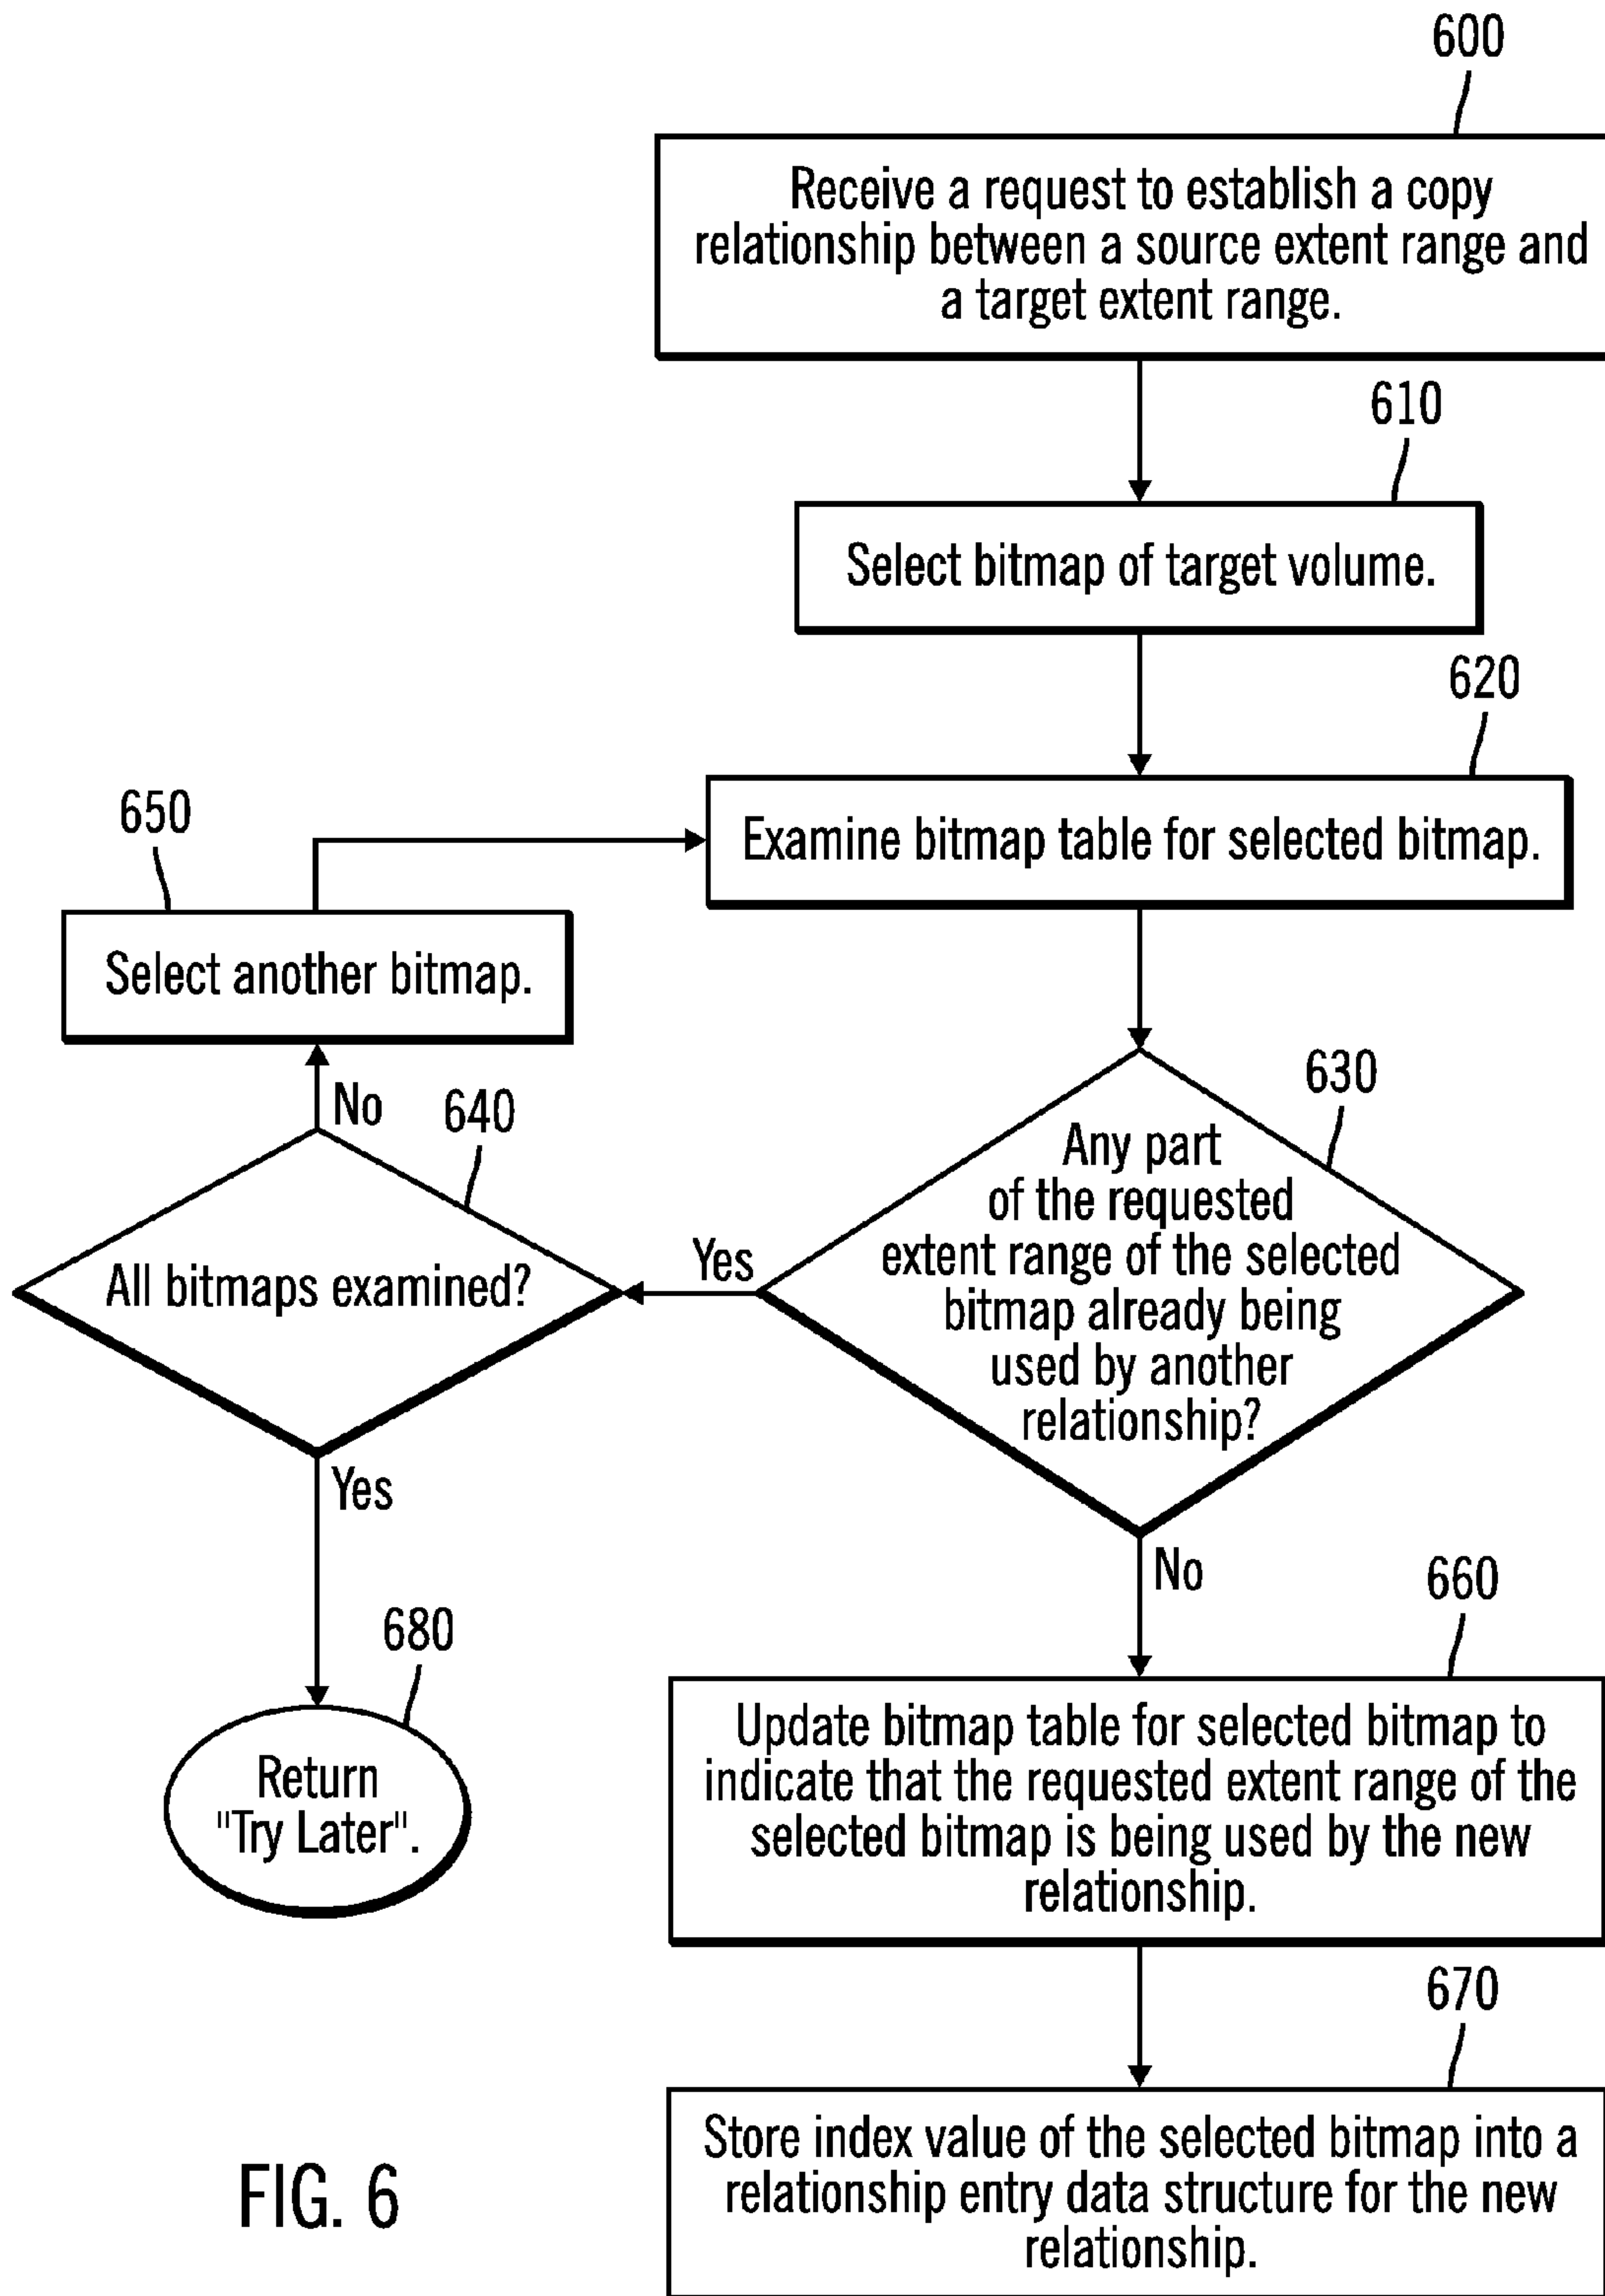 600
Receive a request to establish a copy
relationship between a source extent range and
a target extent range.
610
Select bitmap of target volume.
620
Examine bitmap table for selected bitmap.
650
Select another bitmap.
No
640
All bitmaps examined?
Yes
630
Any part
of the requested
extent range of the selected
bitmap already being
used by another
relationship?
Yes
No
680
Return
"Try Later".
660
Update bitmap table for selected bitmap to
indicate that the requested extent range of the
selected bitmap is being used by the new
relationship.
670
Store index value of the selected bitmap into a
relationship entry data structure for the new
relationship.
FIG. 6